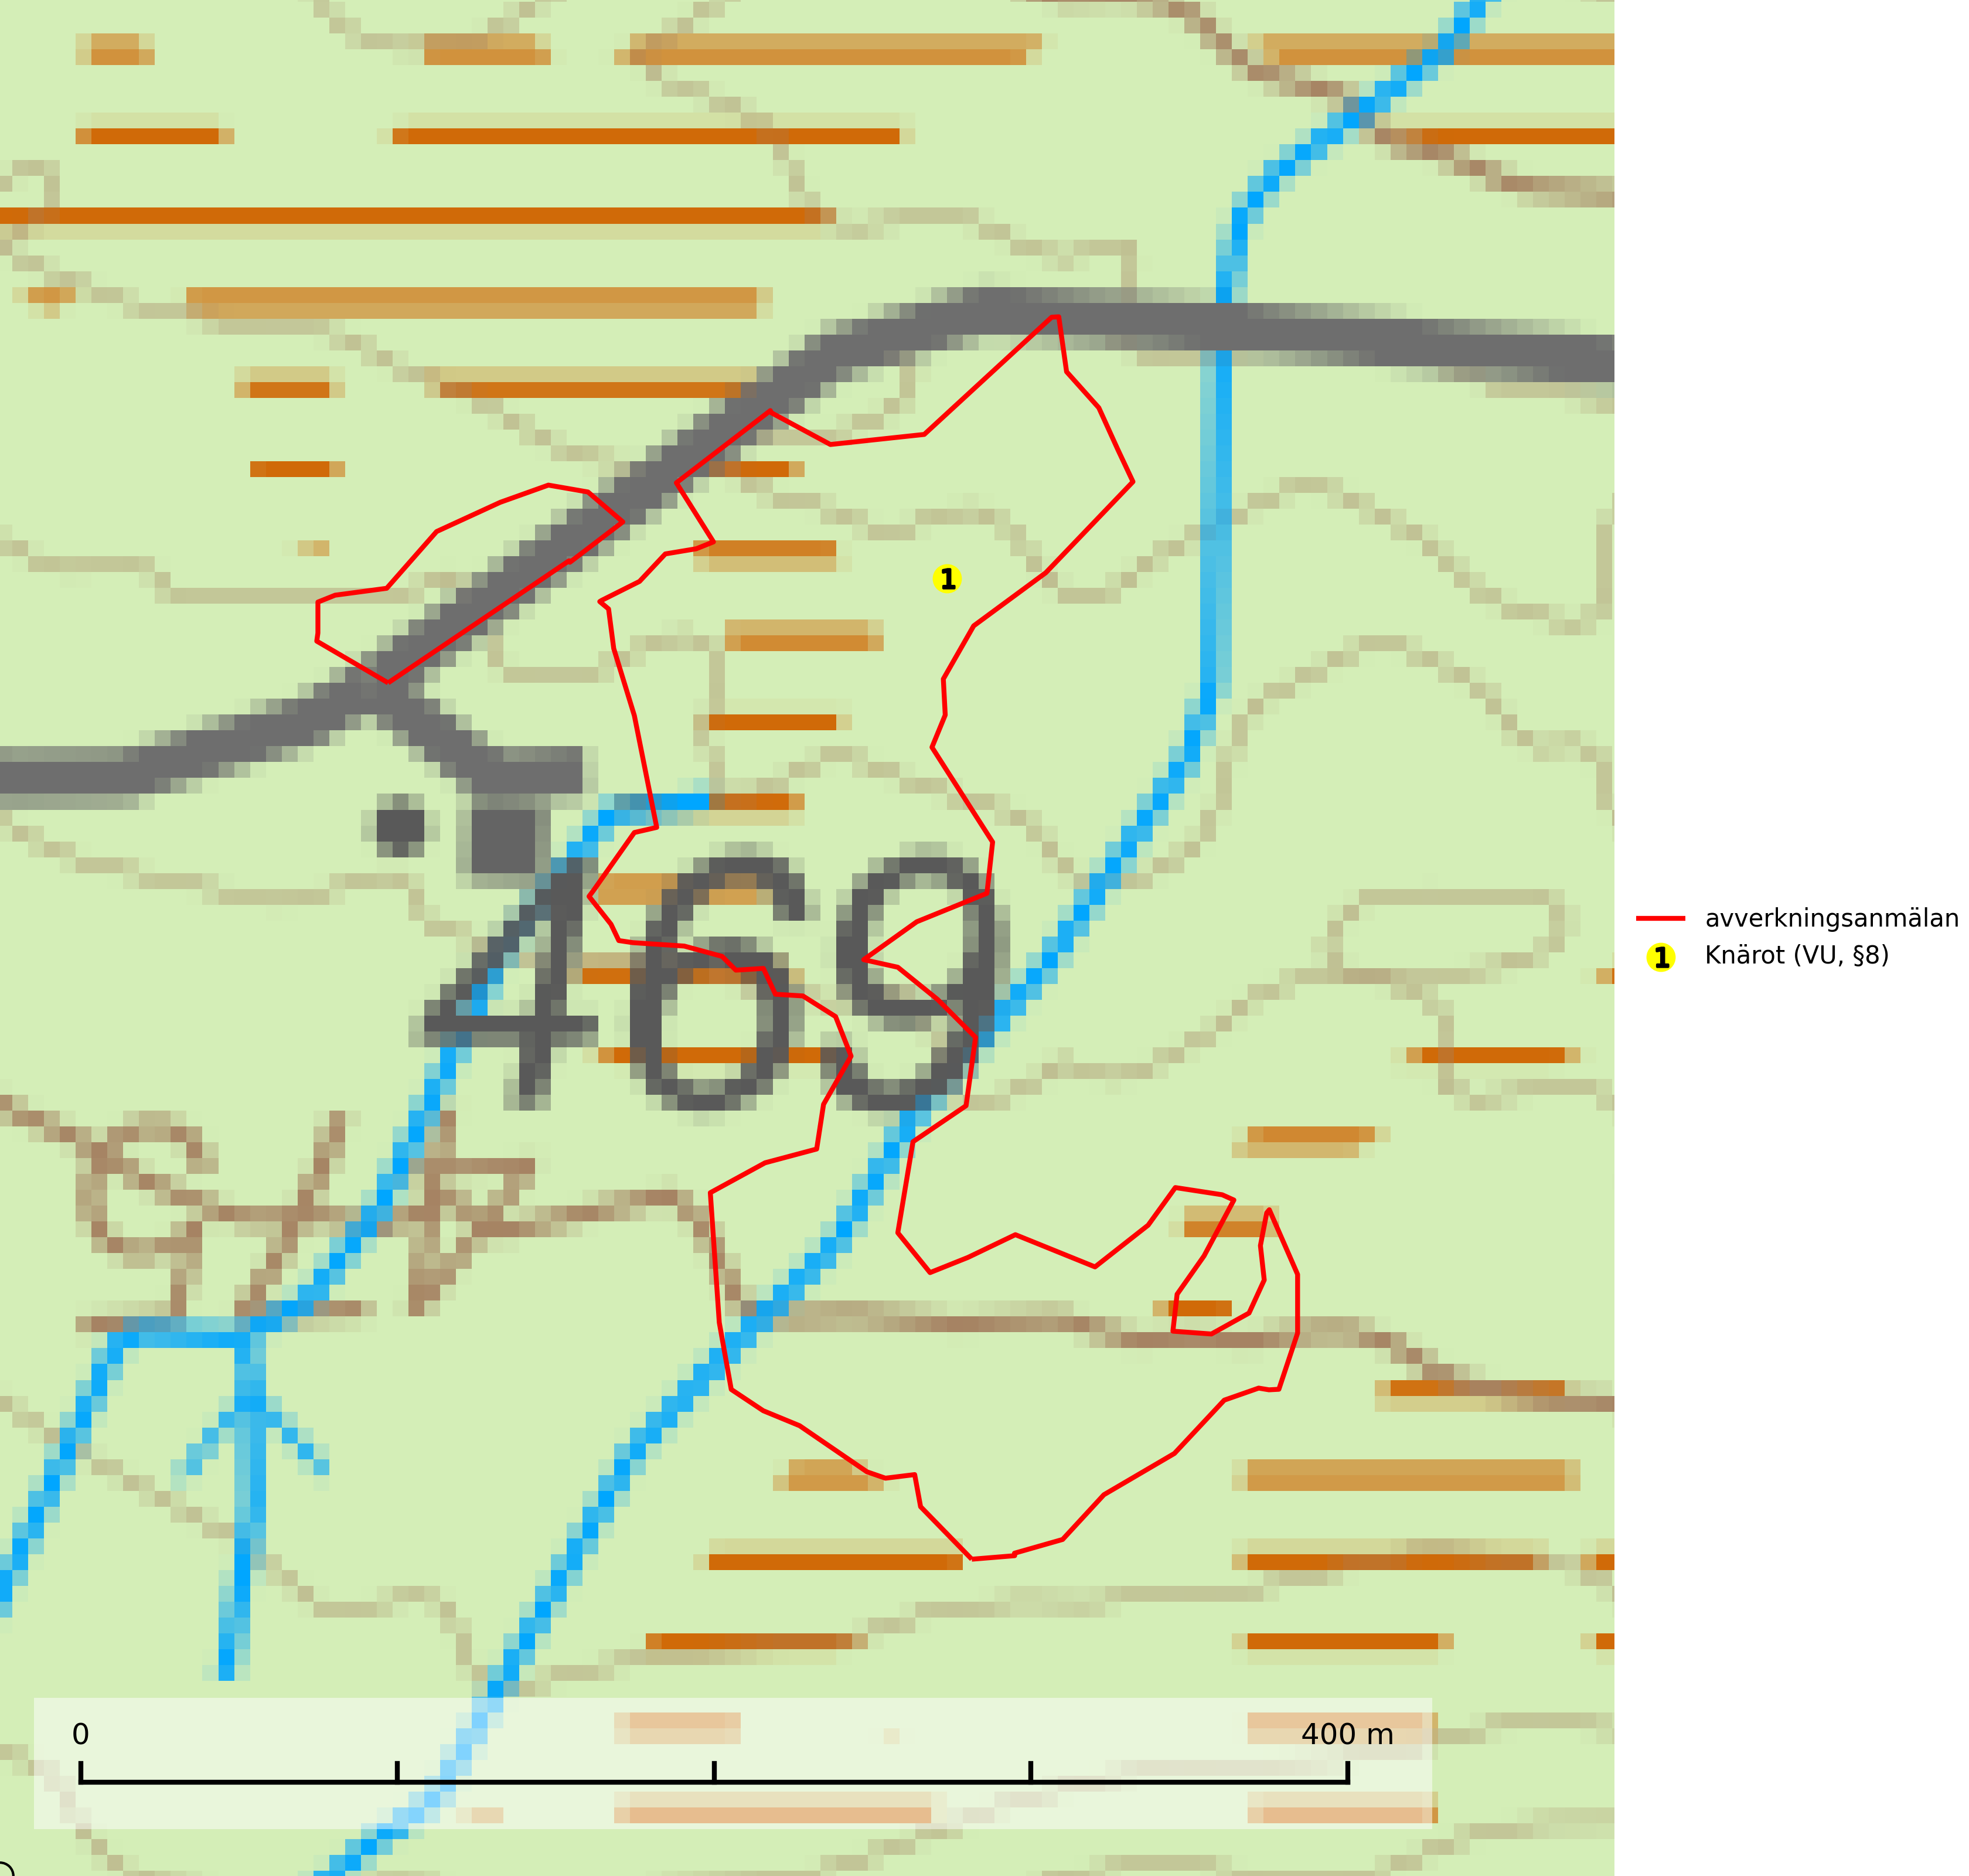 1
469
avverkningsanmälan
1 Knärot (VU, §8)
0 400 m